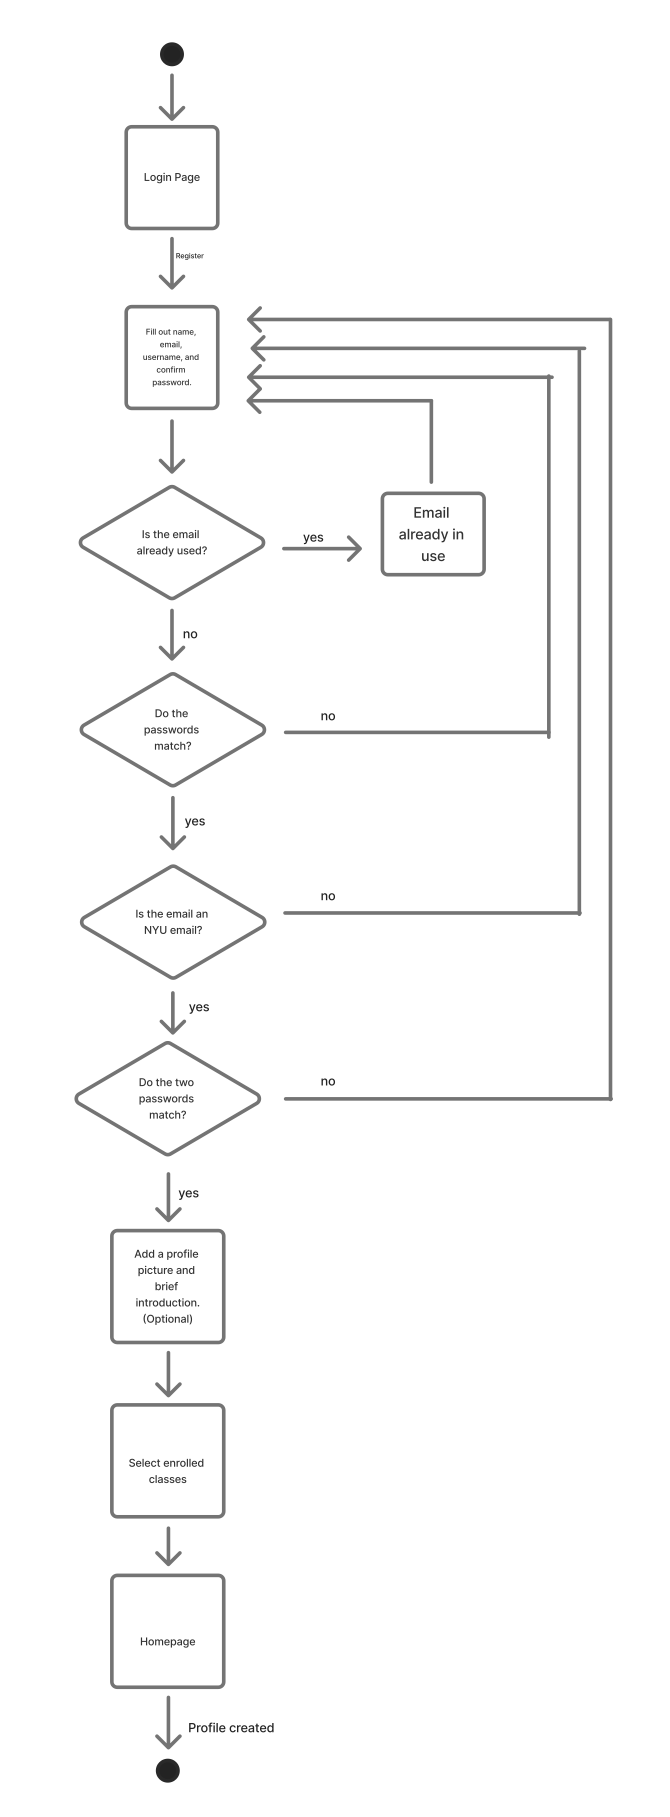 Login Page
Register
Fill out name,
email,
username, and
confirm
password.
Is the email
already used?
yes
Email
already in
use
no
Do the
passwords
match?
no
yes
Is the email an
NYU email?
no
yes
Do the two
passwords
match?
no
yes
Add a profile
picture and
brief
introduction.
(Optional)
Select enrolled
classes
Homepage
Profile created